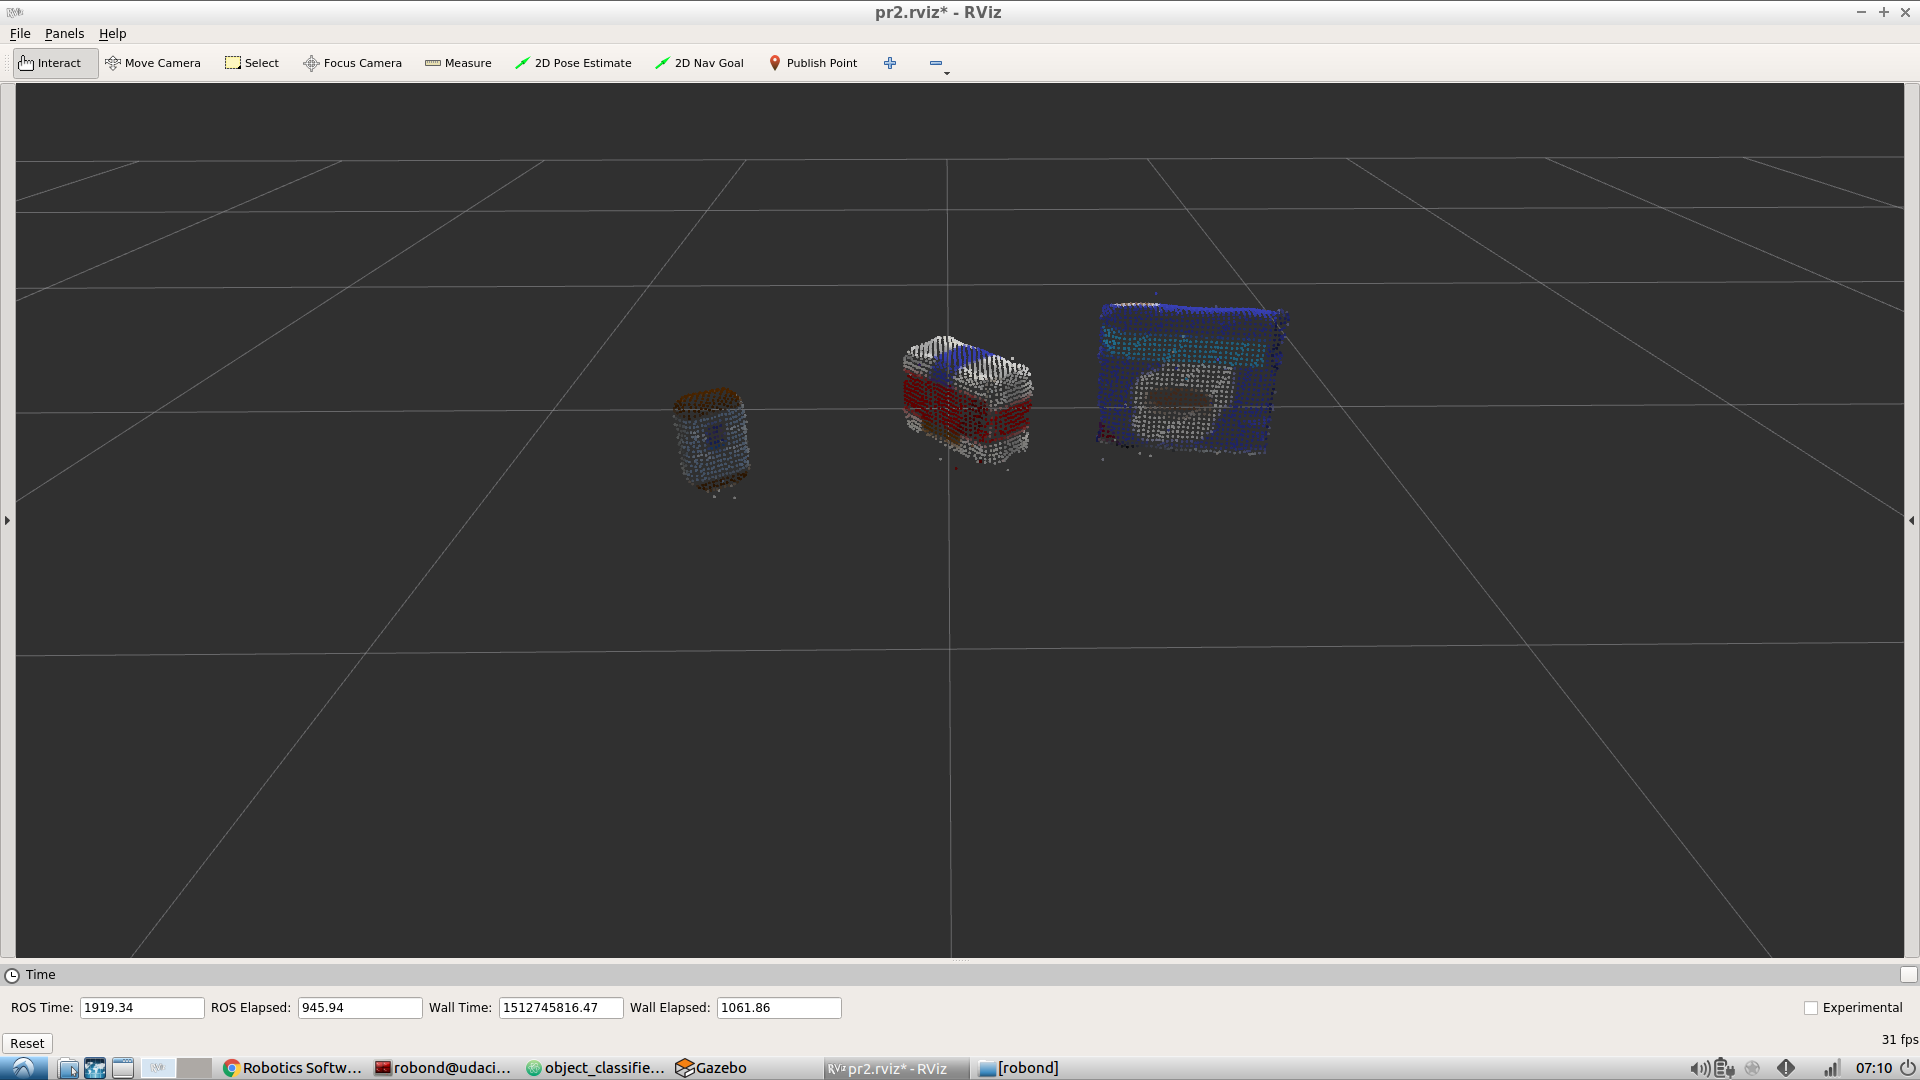 pr2.rviz* - RViz
File Panels Help
Interact Move Camera Select Focus Camera Measure 2D Pose Estimate 2D Nav Goal Publish Point
Time
ROS Time: 1919.34 ROS Elapsed: 945.94 Wall Time: 1512745816.47 Wall Elapsed: 1061.86 Experimental
Reset 31 fps
Robotics Softw... robond@udaci... object_classifie... Gazebo pr2.rviz* - RViz [robond] 07:10